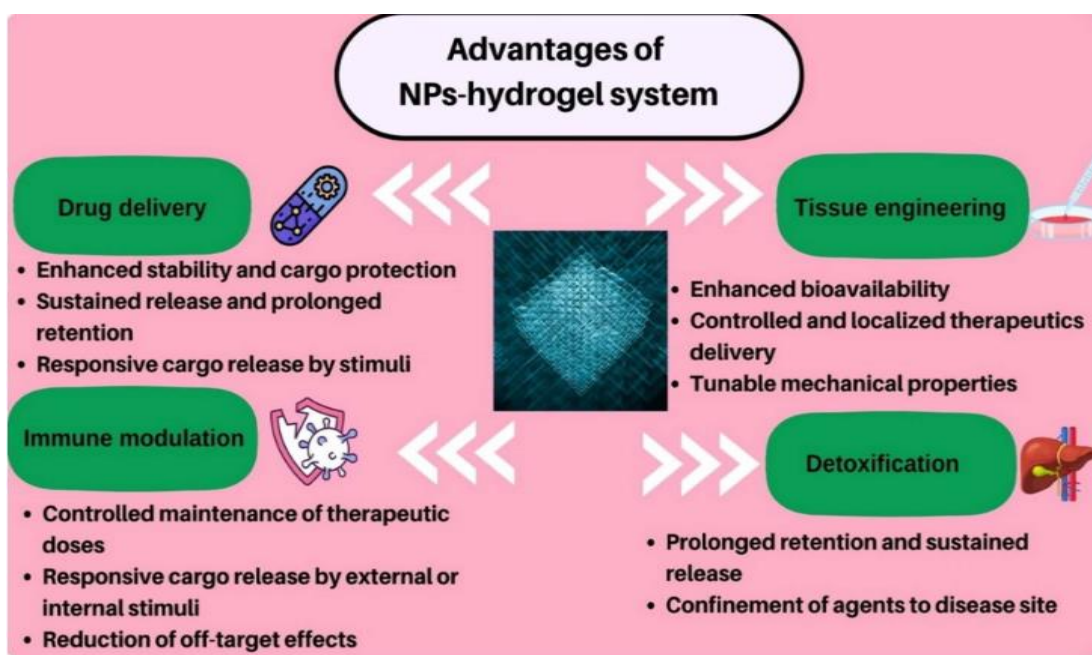 Advantages of
NPs-hydrogel system
Drug delivery
• Enhanced stability and cargo protection
• Sustained release and prolonged
retention
• Responsive cargo release by stimuli
Tissue engineering
• Enhanced bioavailability
• Controlled and localized therapeutics
delivery
• Tunable mechanical properties
Immune modulation
• Controlled maintenance of therapeutic
doses
• Responsive cargo release by external or
internal stimuli
• Reduction of off-target effects
Detoxification
• Prolonged retention and sustained
release
• Confinement of agents to disease site